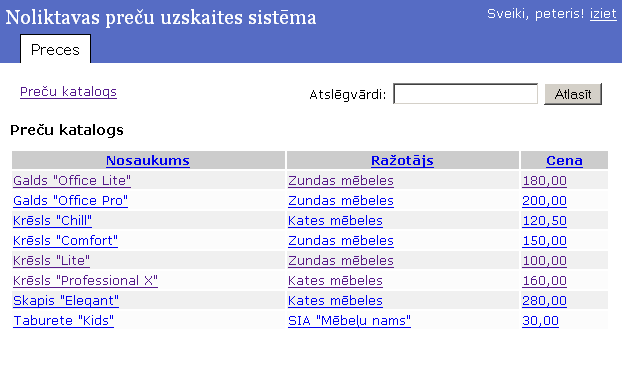 Noliktavas preču uzskaites sistēma
Sveiki, peteris! iziet
Preces
Preču katalogs
Atslēgvārdi: Atlasīt
Preču katalogs
Nosaukums Ražotājs Cena
Galds "Office Lite" Zundas mēbeles 180,00
Galds "Office Pro" Zundas mēbeles 200,00
Krēsls "Chill" Kates mēbeles 120,50
Krēsls "Comfort" Zundas mēbeles 150,00
Krēsls "Lite" Zundas mēbeles 100,00
Krēsls "Professional X" Kates mēbeles 160,00
Skapis "Elegant" Kates mēbeles 280,00
Taburete "Kids" SIA "Mēbeļu nams" 30,00